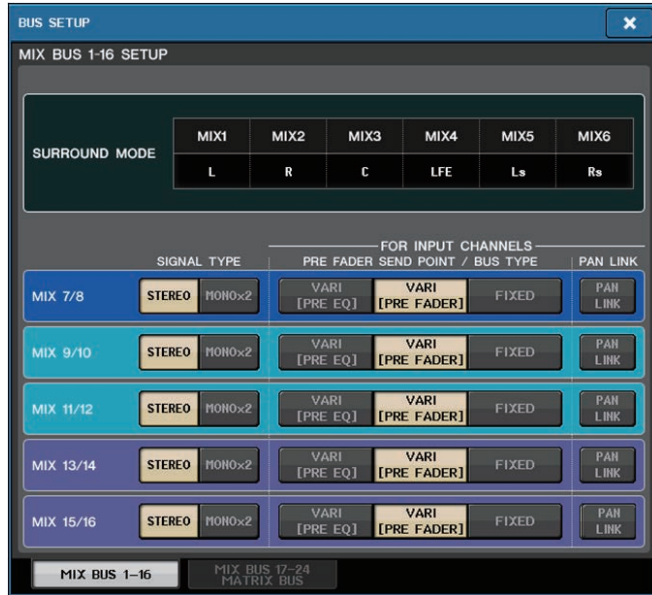 BUS SETUP
×
MIX BUS 1-16 SETUP
SURROUND MODE
MIX1 MIX2 MIX3 MIX4 MIX5 MIX6
L R C LFE Ls Rs
FOR INPUT CHANNELS
SIGNAL TYPE PRE FADER SEND POINT / BUS TYPE PAN LINK
MIX 7/8 STEREO MONO×2 VARI [PRE EQ] VARI [PRE FADER] FIXED PAN LINK
MIX 9/10 STEREO MONO×2 VARI [PRE EQ] VARI [PRE FADER] FIXED PAN LINK
MIX 11/12 STEREO MONO×2 VARI [PRE EQ] VARI [PRE FADER] FIXED PAN LINK
MIX 13/14 STEREO MONO×2 VARI [PRE EQ] VARI [PRE FADER] FIXED PAN LINK
MIX 15/16 STEREO MONO×2 VARI [PRE EQ] VARI [PRE FADER] FIXED PAN LINK
MIX BUS 1-16
MIX BUS 17-24
MATRIX BUS